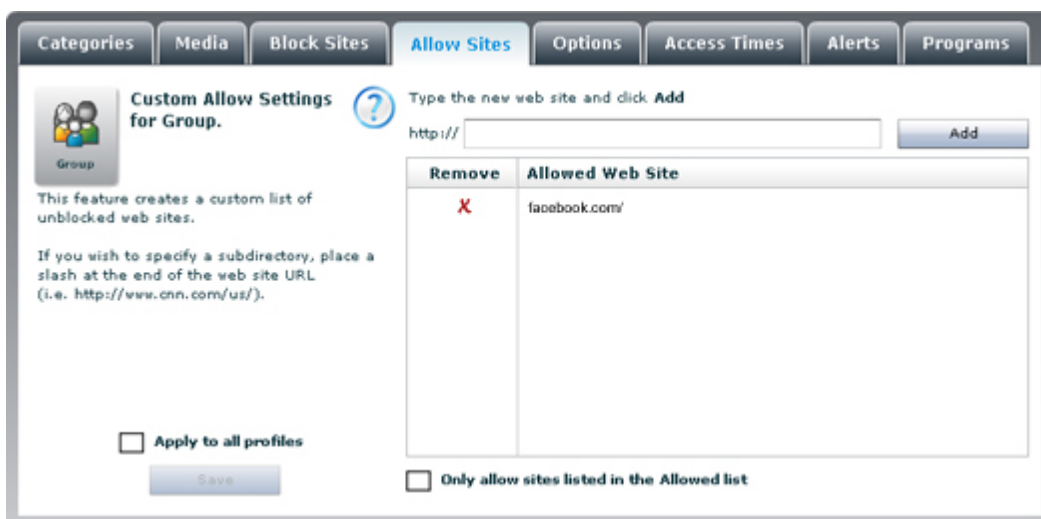 Categories Media Block Sites Allow Sites Options Access Times Alerts Programs
Custom Allow Settings
for Group.
?
Group
This feature creates a custom list of
unblocked web sites.
If you wish to specify a subdirectory, place a
slash at the end of the web site URL
(i.e. http://www.cnn.com/us/).
Apply to all profiles
Save
Type the new web site and click Add
http://
Add
Remove Allowed Web Site
X facebook.com/
Only allow sites listed in the Allowed list